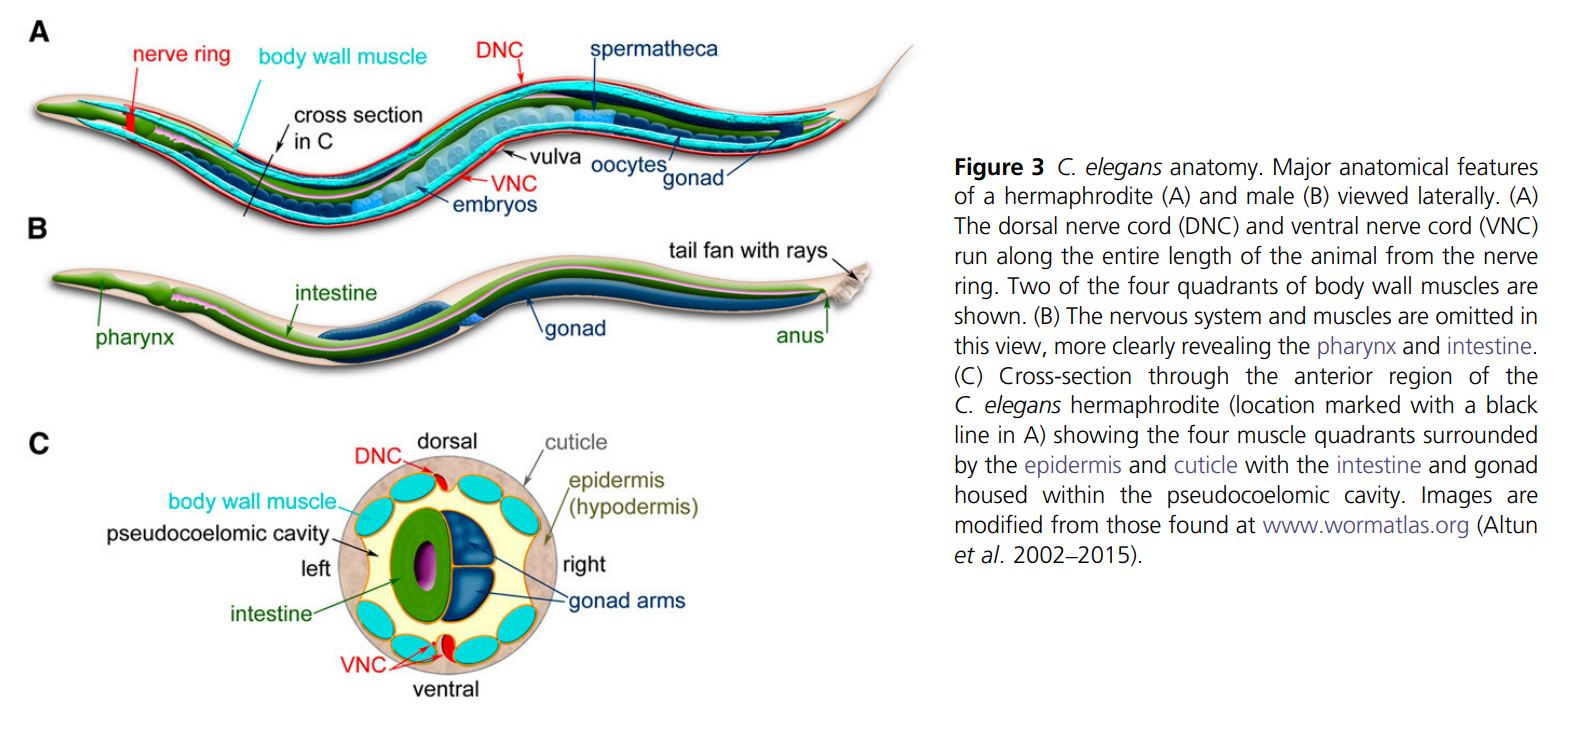 A
nerve ring
body wall muscle
DNC
spermatheca
cross section
in C
vulva
oocytes
gonad
VNC
embryos
B
tail fan with rays
intestine
pharynx
gonad
anus
C
dorsal
cuticle
DNC
epidermis
(hypodermis)
body wall muscle
pseudocoelomic cavity
left
right
gonad arms
intestine
VNC
ventral
Figure 3 C. elegans anatomy. Major anatomical features
of a hermaphrodite (A) and male (B) viewed laterally. (A)
The dorsal nerve cord (DNC) and ventral nerve cord (VNC)
run along the entire length of the animal from the nerve
ring. Two of the four quadrants of body wall muscles are
shown. (B) The nervous system and muscles are omitted in
this view, more clearly revealing the pharynx and intestine.
(C) Cross-section through the anterior region of the
C. elegans hermaphrodite (location marked with a black
line in A) showing the four muscle quadrants surrounded
by the epidermis and cuticle with the intestine and gonad
housed within the pseudocoelomic cavity. Images are
modified from those found at www.wormatlas.org (Altun
et al. 2002–2015).